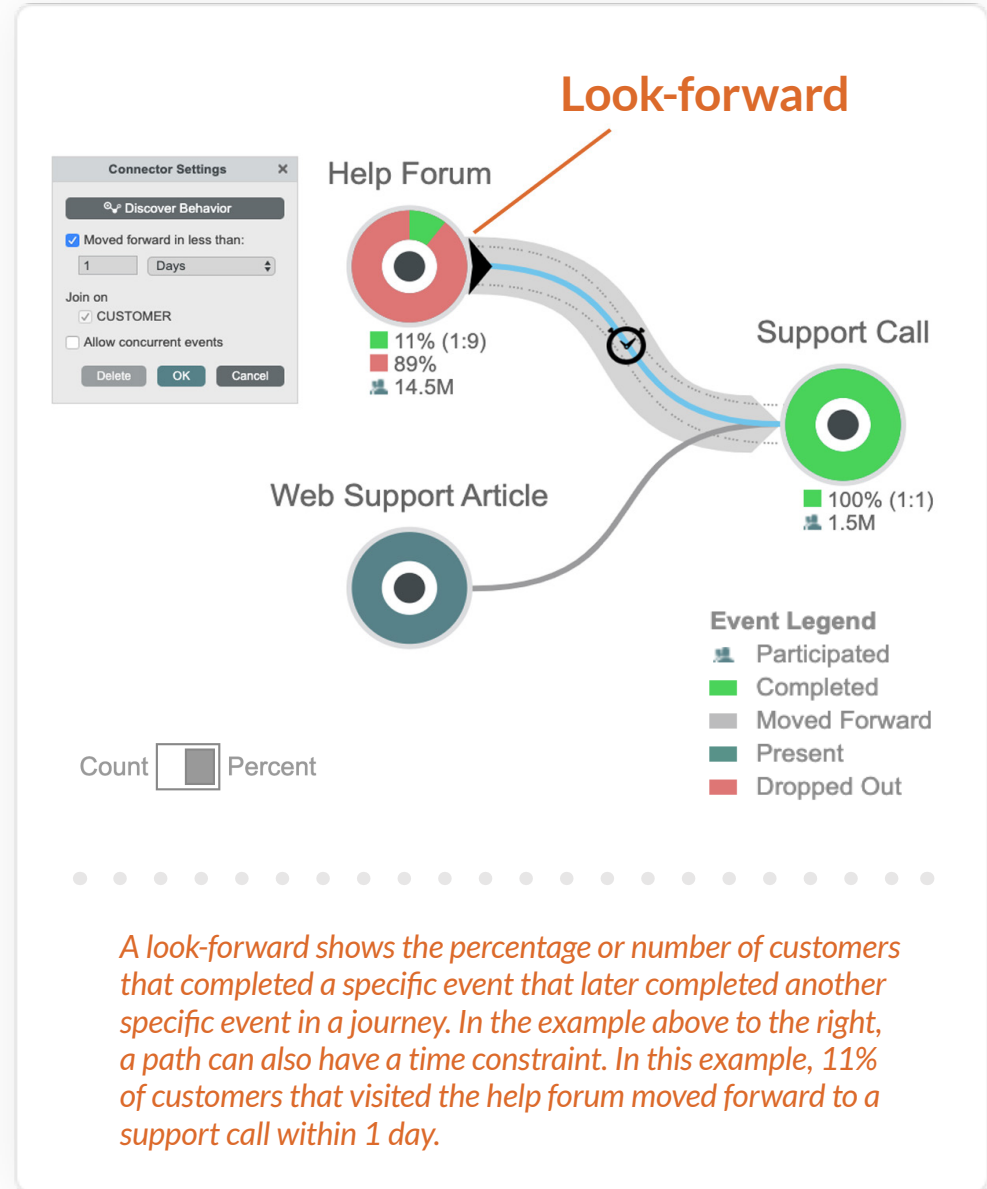 Look-forward
Connector Settings ×
Discover Behavior
Moved forward in less than:
1 Days
Join on
CUSTOMER
Allow concurrent events
Delete OK Cancel
Help Forum
11% (1:9)
89%
14.5M
Support Call
100% (1:1)
1.5M
Web Support Article
Event Legend
Participated
Completed
Moved Forward
Present
Dropped Out
Count Percent
A look-forward shows the percentage or number of customers
that completed a specific event that later completed another
specific event in a journey. In the example above to the right,
a path can also have a time constraint. In this example, 11%
of customers that visited the help forum moved forward to a
support call within 1 day.